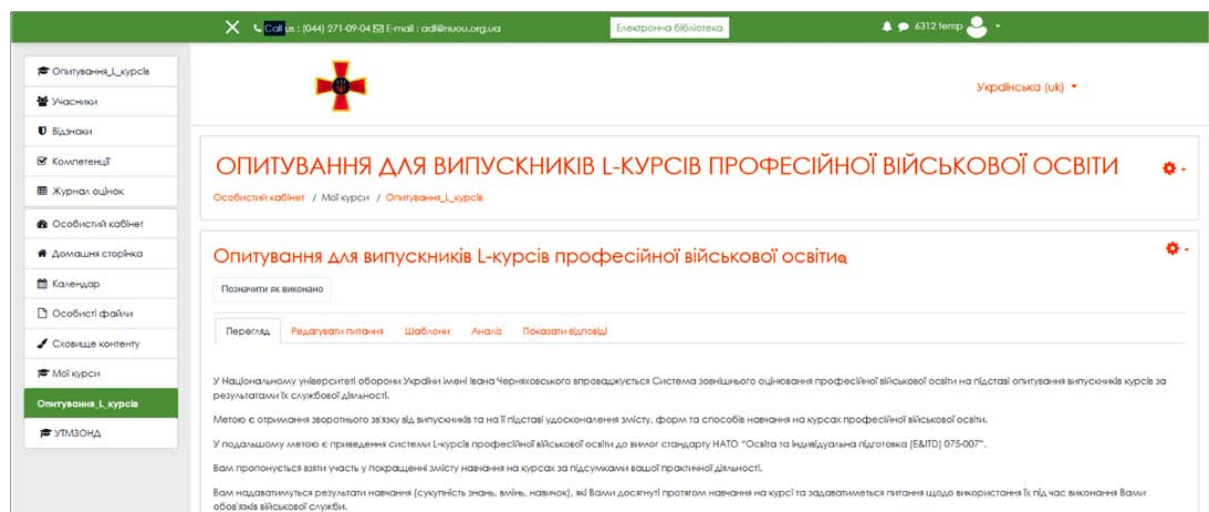 Call us : (044) 271-09-04 E-mail : adl@nuou.org.ua
Електронна бібліотека
6312 temp
Опитування_L_курсів
Учасники
Відзнаки
Компетенції
Журнал оцінок
Особистий кабінет
Домашня сторінка
Календар
Особисті файли
Сховище контенту
Мої курси
Опитування_L_курсів
УТМЗОНД
Українська (uk)
ОПИТУВАННЯ ДЛЯ ВИПУСКНИКІВ L-КУРСІВ ПРОФЕСІЙНОЇ ВІЙСЬКОВОЇ ОСВІТИ
Особистий кабінет / Мої курси / Опитування_L_курсів
Опитування для випускників L-курсів професійної військової освіти
Позначити як виконано
Перегляд Редагувати питання Шаблони Аналіз Показати відповіді
У Національному університеті оборони України імені Івана Черняховського впроваджується Система зовнішнього оцінювання професійної військової освіти на підставі опитування випускників курсів за
результатами їх службової діяльності.
Метою є отримання зворотнього зв'язку від випускників та на її підставі удосконалення змісту, форм та способів навчання на курсах професійної військової освіти.
У подальшому метою є приведення системи L-курсів професійної військової освіти до вимог стандарту НАТО "Освіта та індивідуальна підготовка (E&ITD) 075-007".
Вам пропонується взяти участь у покращенні змісту навчання на курсах за підсумками вашої практичної діяльності.
Вам надаватимуться результати навчання (сукупність знань, вмінь, навичок), які Вами досягнуті протягом навчання на курсі та задаватиметься питання щодо використання їх під час виконання Вами
обов'язків військової служби.